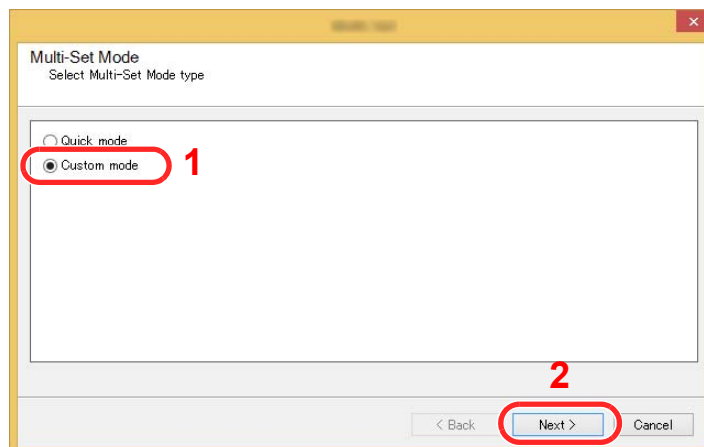 Multi-Set Mode
Select Multi-Set Mode type
Quick mode
Custom mode
1
2
< Back
Next >
Cancel